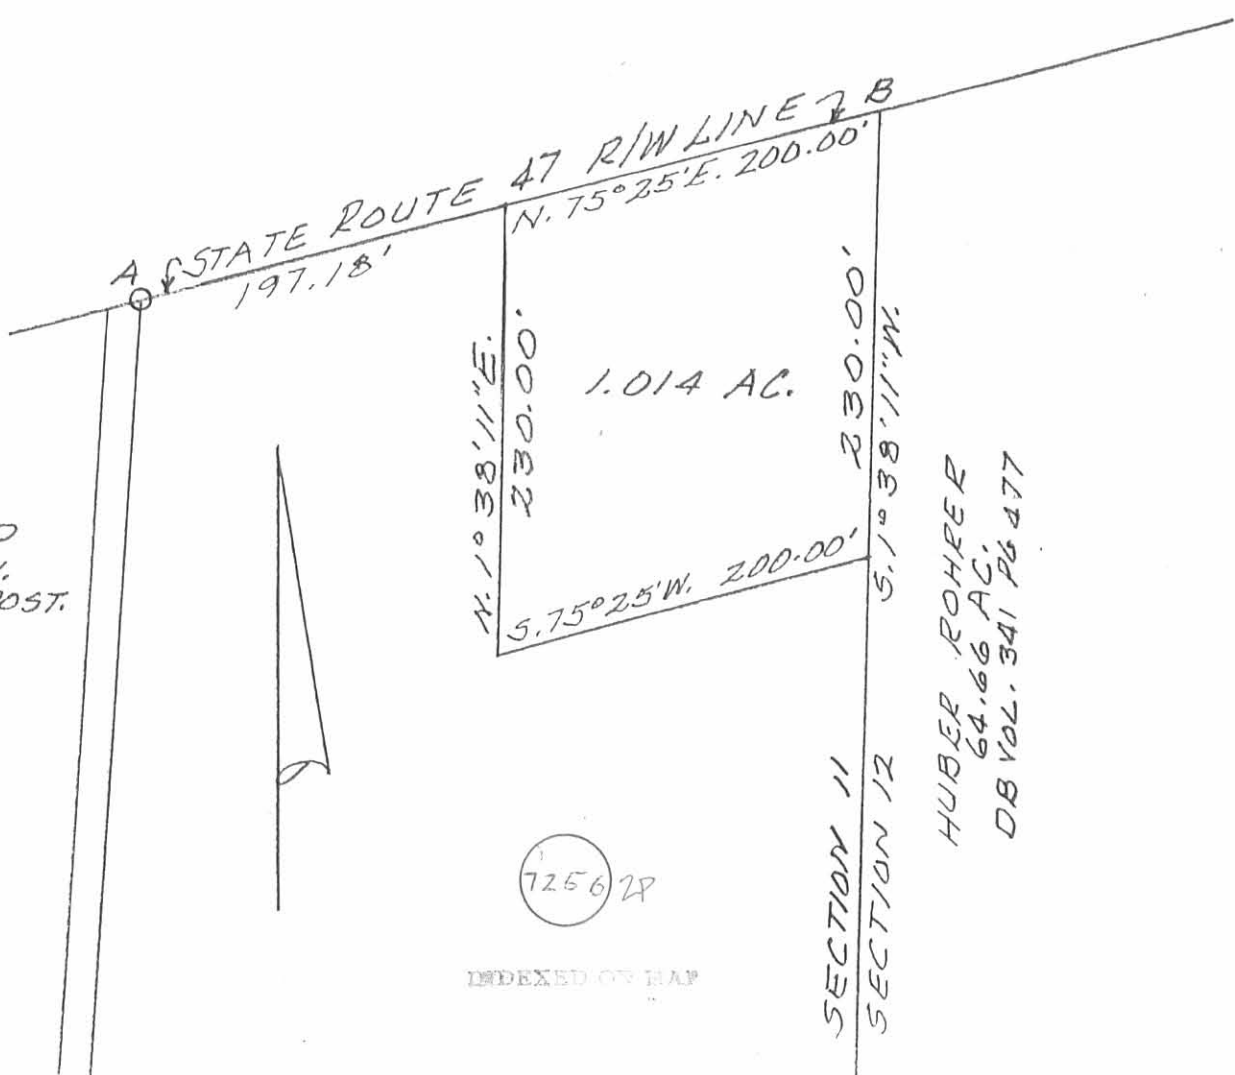 STATE ROUTE 47 R/W LINE
A
B
197.18'
N. 75°25'E. 200.00'
N. 1°38'11"E.
230.00'
1.014 AC.
230.00'
S. 1°38'11"W.
S. 75°25'W. 200.00'
OST.
HUBER ROHRER
64.66 AC.
DB VOL. 341 PG 477
SECTION 11
SECTION 12
7256 2P
INDEXED ON MAP